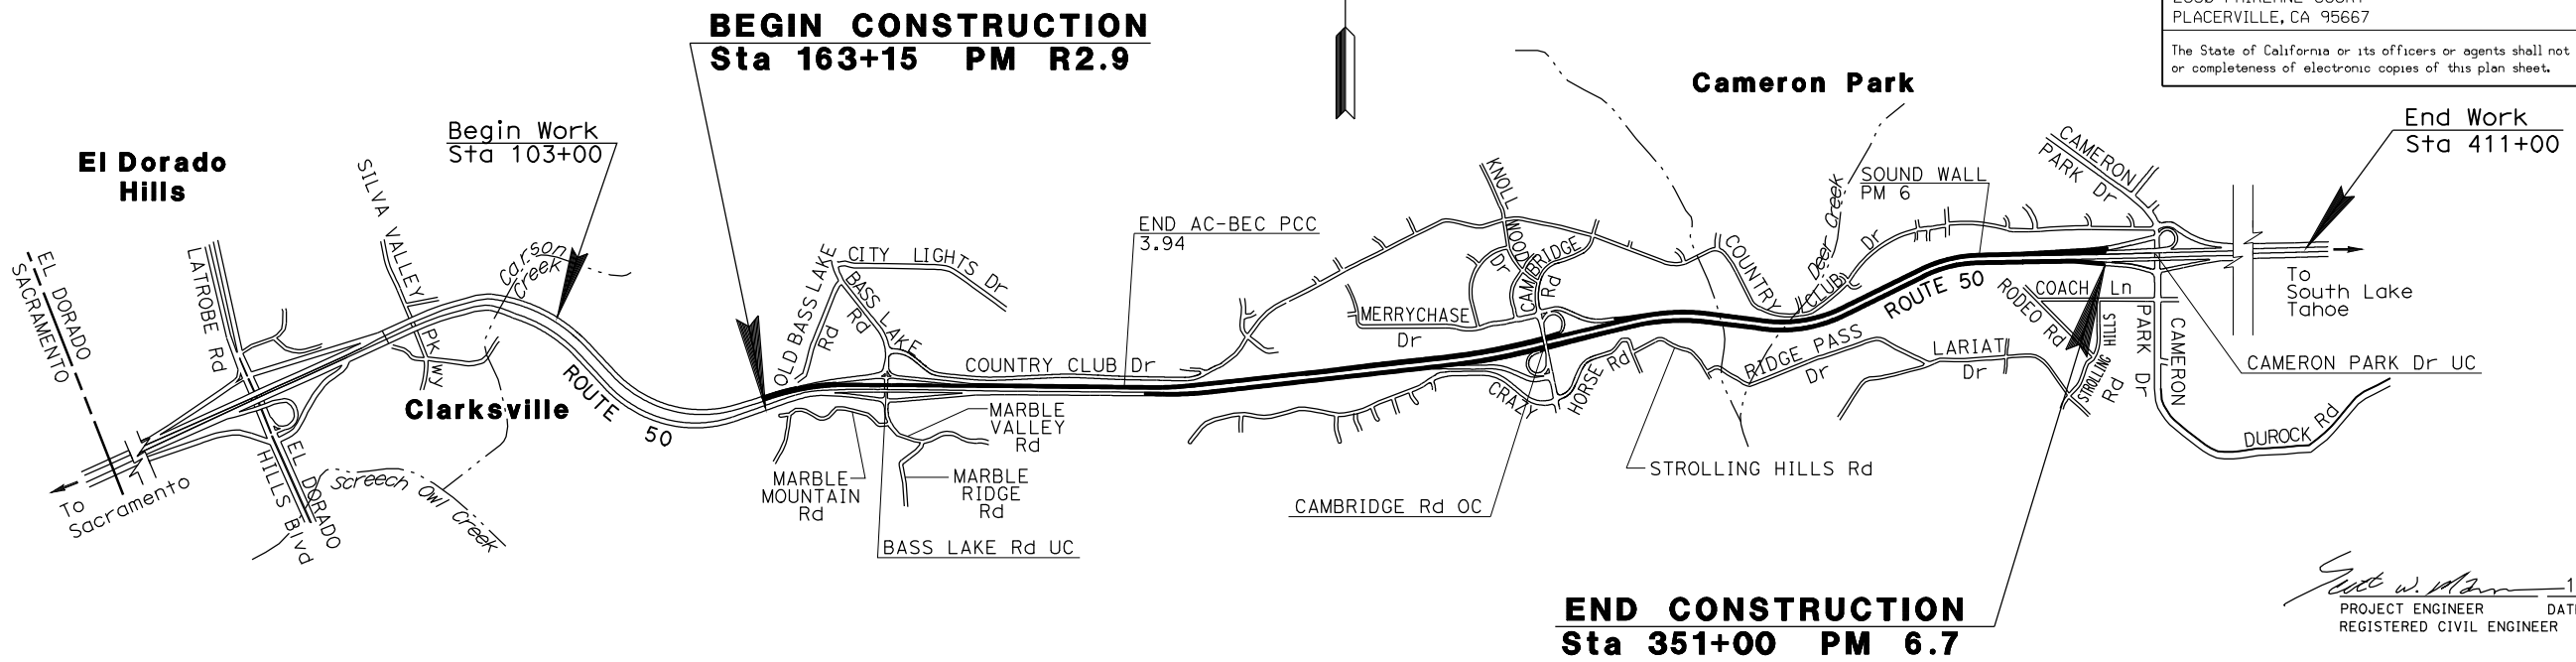 BEGIN CONSTRUCTION
Sta 163+15 PM R2.9
PLACERVILLE, CA 95667
The State of California or its officers or agents shall not
or completeness of electronic copies of this plan sheet.
Cameron Park
El Dorado
Hills
Begin Work
Sta 103+00
End Work
Sta 411+00
EL DORADO
SACRAMENTO
LATROBE Rd
SILVA VALLEY
PKwy
Carson
Creek
Clarksville
ROUTE 50
To
Sacramento
EL DORADO
HILLS Blvd
Screech Owl Creek
OLD BASS LAKE
Rd
CITY LIGHTS Dr
BASS LAKE
Rd
END AC-BEC PCC
3.94
COUNTRY CLUB Dr
MARBLE
VALLEY
Rd
MARBLE
MOUNTAIN
Rd
MARBLE
RIDGE
Rd
BASS LAKE Rd UC
KNOLLWOOD
Dr
CAMBRIDGE
CAMBRIDGE
Rd
MERRYCHASE
Dr
CRAZY
HORSE Rd
CAMBRIDGE Rd OC
STROLLING HILLS Rd
COUNTRY
CLUB Dr
Deer Creek
SOUND WALL
PM 6
RIDGE PASS
Dr
ROUTE 50
LARIAT
Dr
CAMERON
PARK Dr
RODEO Rd
COACH Ln
STROLLING HILLS
Rd
CAMERON
PARK Dr
To
South Lake
Tahoe
CAMERON PARK Dr UC
DUROCK Rd
END CONSTRUCTION
Sta 351+00 PM 6.7
PROJECT ENGINEER
REGISTERED CIVIL ENGINEER